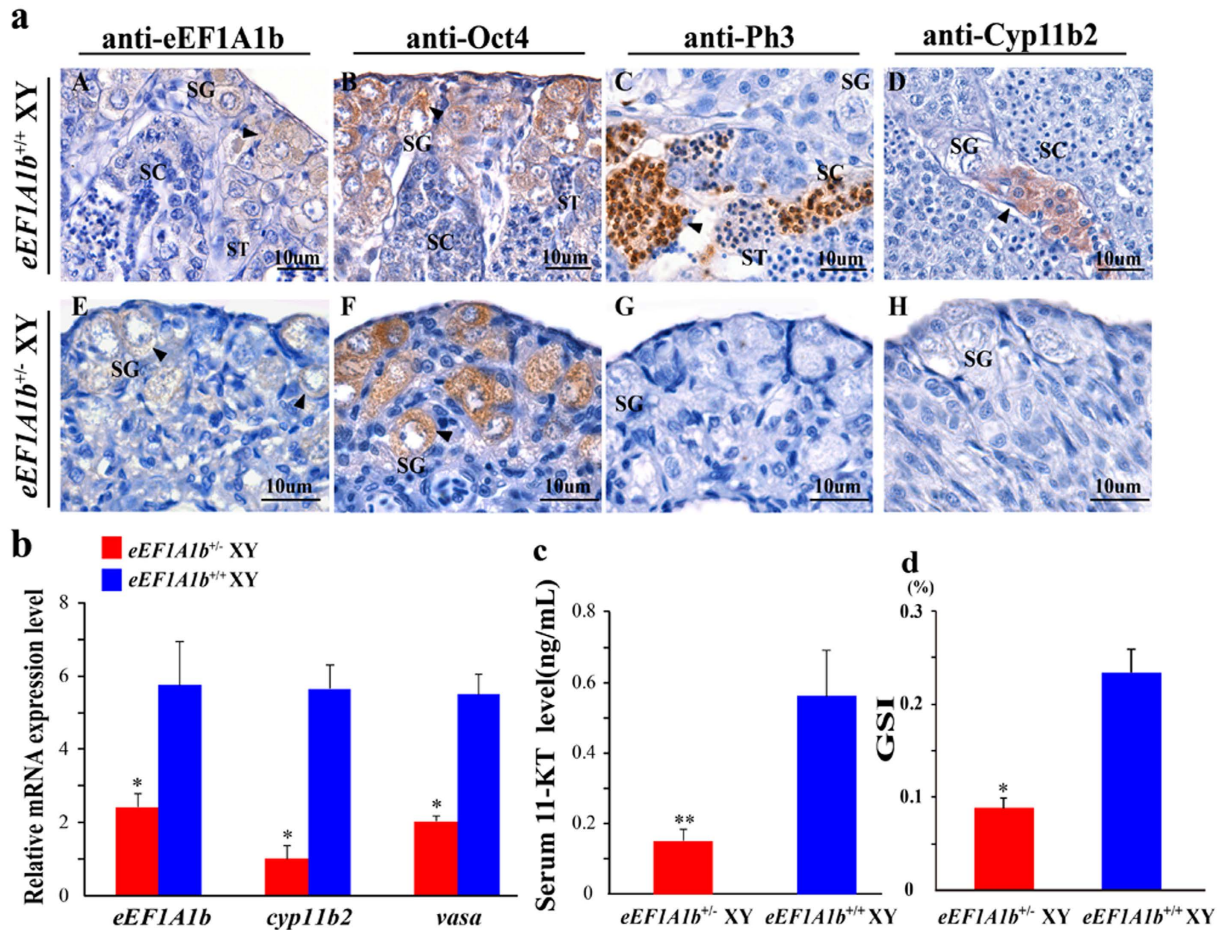 a
anti-eEF1A1b anti-Oct4 anti-Ph3 anti-Cyp11b2
eEF1A1b+/+ XY
A SG SC ST 10um
B SG SC ST 10um
C SG SC ST 10um
D SG SC 10um
eEF1A1b+/- XY
E SG 10um
F SG 10um
G SG 10um
H SG 10um
b
eEF1A1b+/- XY
eEF1A1b+/+ XY
Relative mRNA expression level
8
6
4
2
0
* * *
eEF1A1b cyp11b2 vasa
c
Serum 11-KT level(ng/mL)
0.8
0.6
0.4
0.2
0
**
eEF1A1b+/- XY eEF1A1b+/+ XY
d
(%)
GSI
0.3
0.2
0.1
0
*
eEF1A1b+/- XY eEF1A1b+/+ XY